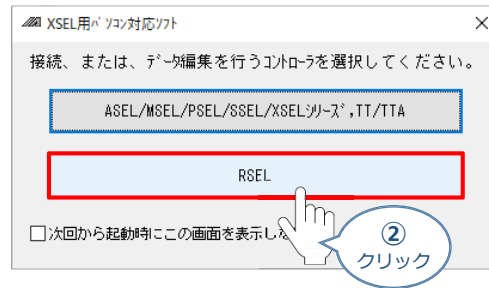 XSEL用ﾊﾟｿｺﾝ対応ｿﾌﾄ
接続、または、ﾃﾞｰﾀ編集を行うｺﾝﾄﾛｰﾗを選択してください。
ASEL/MSEL/PSEL/SSEL/XSELｼﾘｰｽﾞ,TT/TTA
RSEL
次回から起動時にこの画面を表示し
②
クリック